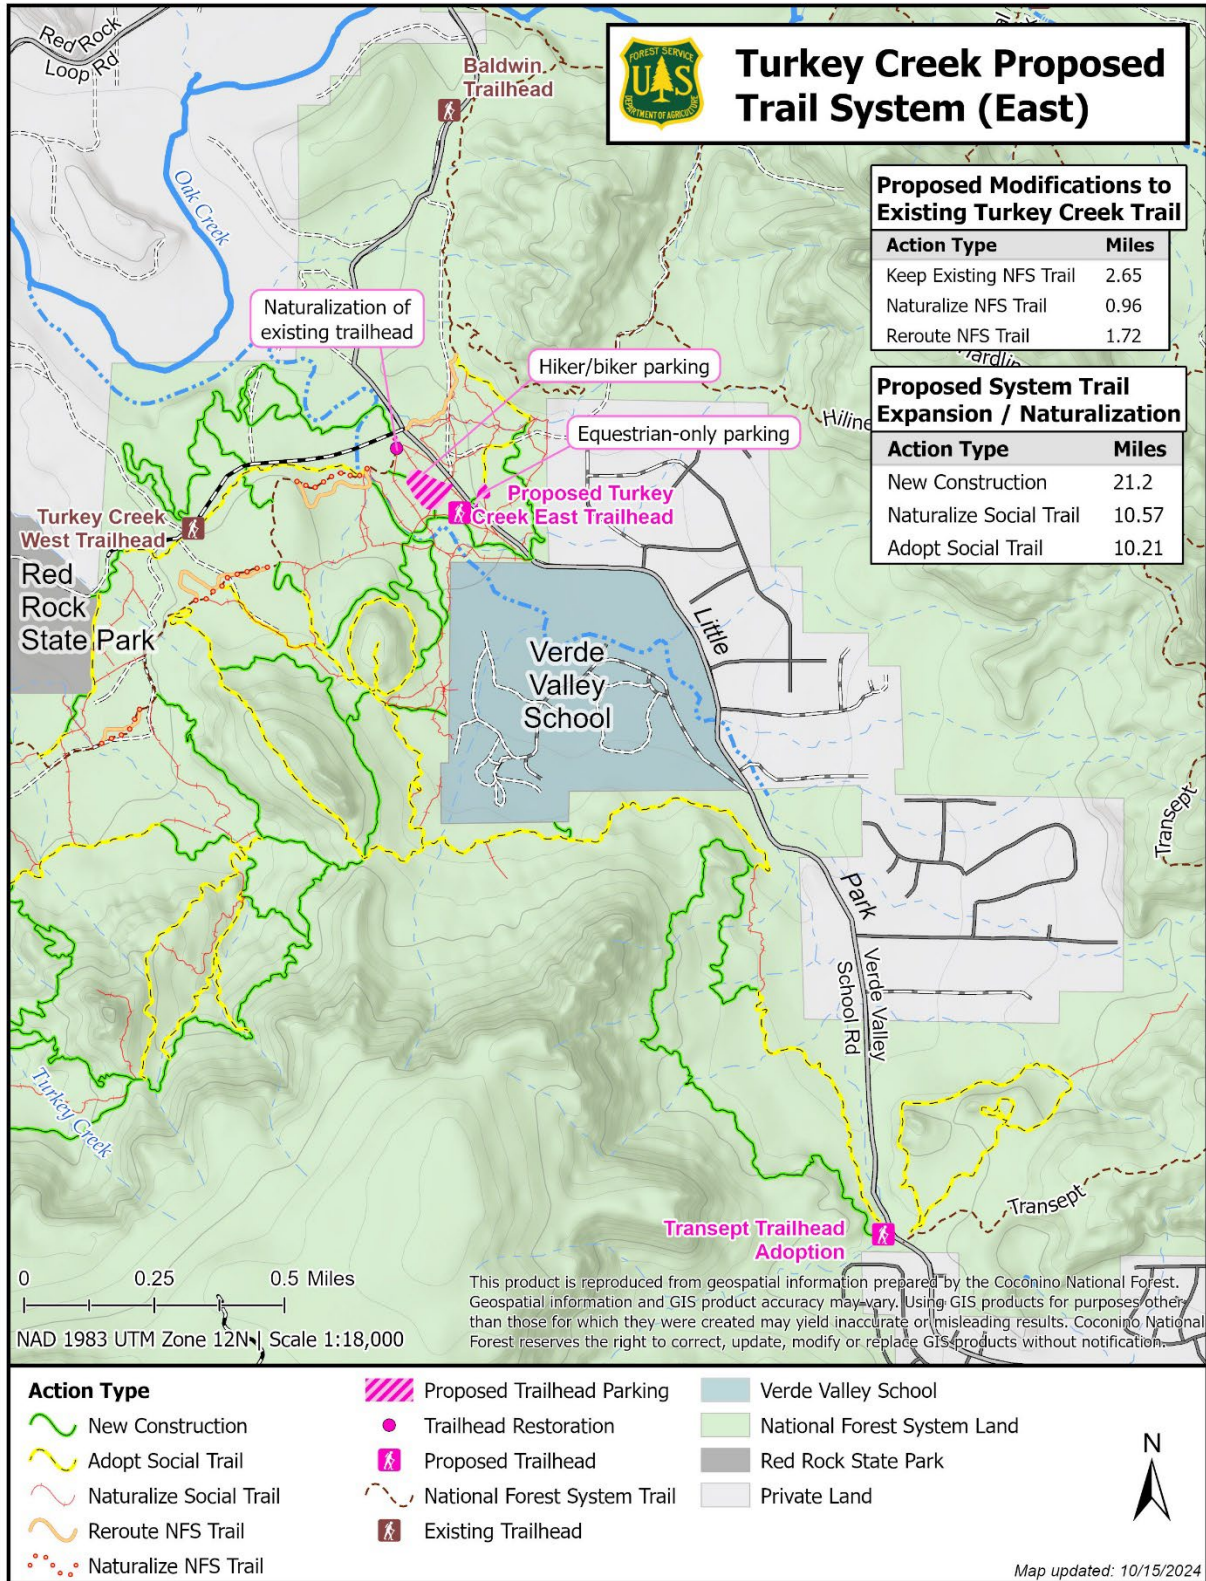 Turkey Creek Proposed
Trail System (East)
FOREST SERVICE
U S
DEPARTMENT OF AGRICULTURE
Red Rock
Loop Rd
Baldwin
Trailhead
Oak Creek
Proposed Modifications to
Existing Turkey Creek Trail
Action Type Miles
Keep Existing NFS Trail 2.65
Naturalize NFS Trail 0.96
Reroute NFS Trail 1.72
Proposed System Trail
Expansion / Naturalization
Action Type Miles
New Construction 21.2
Naturalize Social Trail 10.57
Adopt Social Trail 10.21
Naturalization of
existing trailhead
Hiker/biker parking
Equestrian-only parking
Hiline
Proposed Turkey
Creek East Trailhead
Turkey Creek
West Trailhead
Red
Rock
State Park
Verde
Valley
School
Little
Park
Verde Valley
School Rd
Transept
Turkey Creek
Transept
Transept Trailhead
Adoption
0 0.25 0.5 Miles
NAD 1983 UTM Zone 12N | Scale 1:18,000
This product is reproduced from geospatial information prepared by the Coconino National Forest.
Geospatial information and GIS product accuracy may vary. Using GIS products for purposes other
than those for which they were created may yield inaccurate or misleading results. Coconino National
Forest reserves the right to correct, update, modify or replace GIS products without notification.
Action Type
New Construction
Adopt Social Trail
Naturalize Social Trail
Reroute NFS Trail
Naturalize NFS Trail
Proposed Trailhead Parking
Trailhead Restoration
Proposed Trailhead
National Forest System Trail
Existing Trailhead
Verde Valley School
National Forest System Land
Red Rock State Park
Private Land
N
Map updated: 10/15/2024